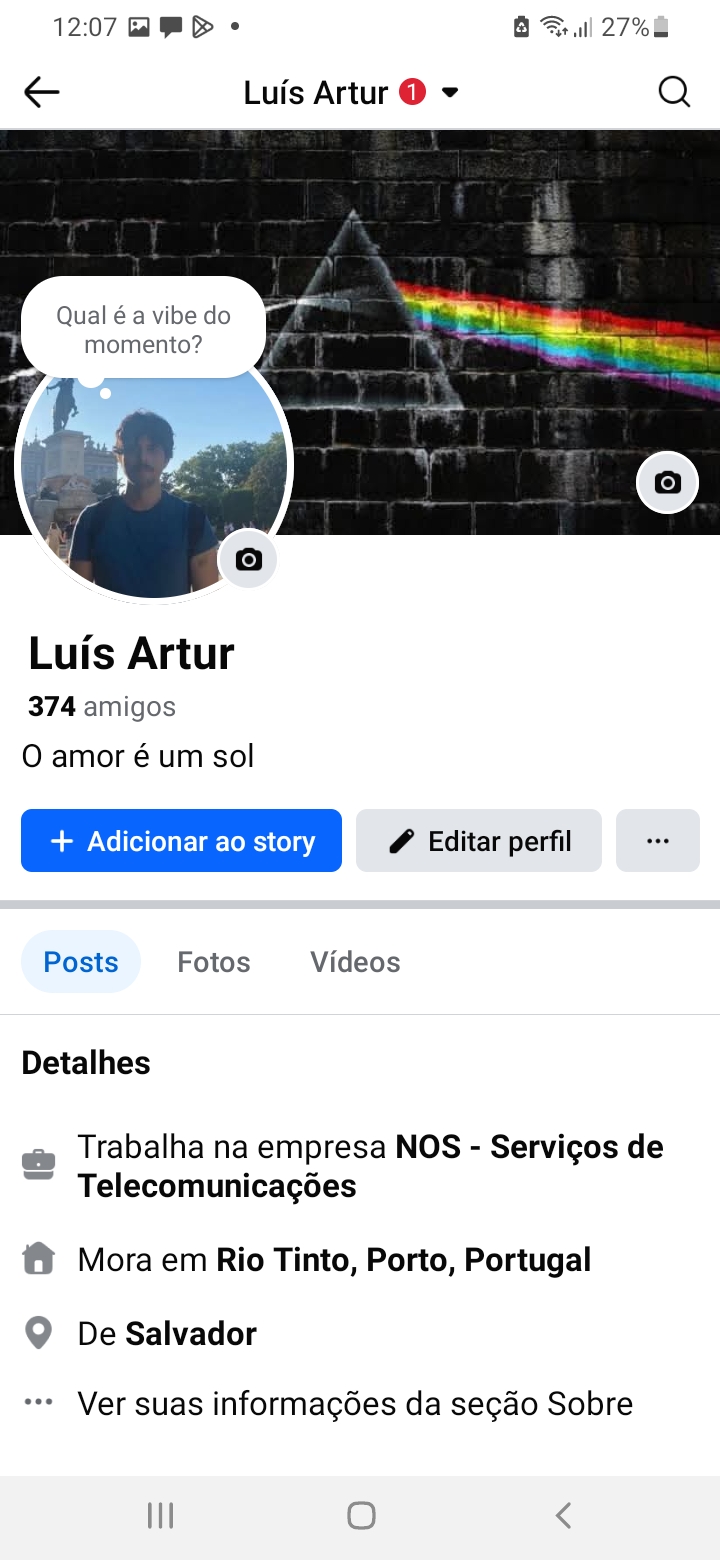 12:07
27%
Luís Artur 1
Qual é a vibe do
momento?
Luís Artur
374 amigos
O amor é um sol
+ Adicionar ao story
Editar perfil
Posts
Fotos
Vídeos
Detalhes
Trabalha na empresa NOS - Serviços de
Telecomunicações
Mora em Rio Tinto, Porto, Portugal
De Salvador
Ver suas informações da seção Sobre